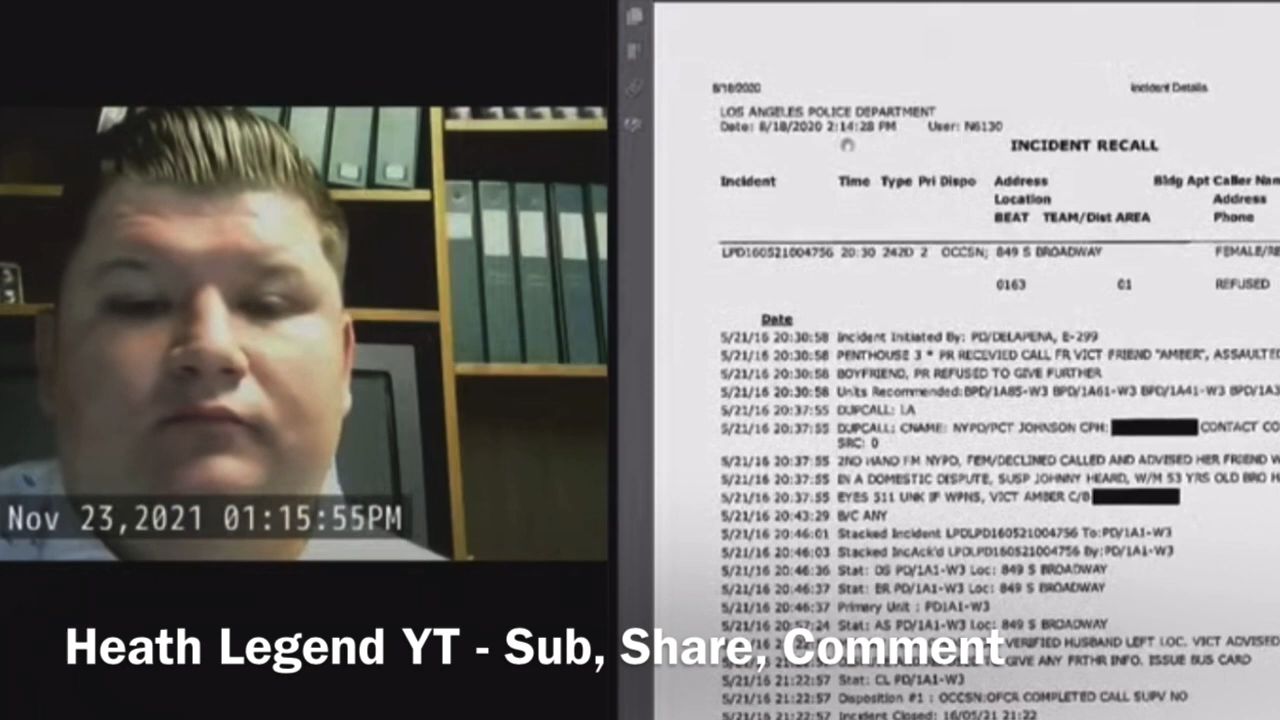 Nov 23,2021 01:15:55PM
Heath Legend YT - Sub, Share, Comment
8/18/2020 Incident Details
LOS ANGELES POLICE DEPARTMENT
Date: 8/18/2020 2:14:28 PM User: N6130
INCIDENT RECALL
Incident Time Type Pri Dispo Address Bldg Apt Caller Nam
Location Address
BEAT TEAM/Dist AREA Phone
LPD160521004756 20:30 242D 2 OCCSN; 849 S BROADWAY FEMALE/RE
0163 01 REFUSED
Date
5/21/16 20:30:58 Incident Initiated By: PD/DELAPENA, E-299
5/21/16 20:30:58 PENTHOUSE 3 * PR RECEVIED CALL FR VICT FRIEND "AMBER", ASSAULTED
5/21/16 20:30:58 BOYFRIEND, PR REFUSED TO GIVE FURTHER
5/21/16 20:30:58 Units Recommended: BPD/1A85-W3 BPD/1A61-W3 BPD/1A41-W3 BPD/1A3
5/21/16 20:37:55 DUPCALL: LA
5/21/16 20:37:55 DUPCALL: CNAME: NYPD/PCT JOHNSON CPH: CONTACT CO
SRC: 0
5/21/16 20:37:55 2ND HAND FM NYPD, FEM/DECLINED CALLED AND ADVISED HER FRIEND W
5/21/16 20:37:55 IN A DOMESTIC DISPUTE, SUSP JOHNNY HEARD, W/M 53 YRS OLD BRO H
5/21/16 20:37:55 EYES 511 UNK IF WPNS, VICT AMBER C/B
5/21/16 20:43:29 B/C ANY
5/21/16 20:46:01 Stacked Incident LPDLPD160521004756 To:PD/1A1-W3
5/21/16 20:46:03 Stacked IncAck'd LPDLPD160521004756 By:PD/1A1-W3
5/21/16 20:46:36 Stat: DS PD/1A1-W3 Loc: 849 S BROADWAY
5/21/16 20:46:37 Stat: ER PD/1A1-W3 Loc: 849 S BROADWAY
5/21/16 20:46:37 Primary Unit : PD1A1-W3
5/21/16 20:57:24 Stat: AS PD/1A1-W3 Loc: 849 S BROADWAY
VERIFIED HUSBAND LEFT LOC. VICT ADVISED
GIVE ANY FRTHR INFO. ISSUE BUS CARD
5/21/16 21:22:57 Stat: CL PD/1A1-W3
5/21/16 21:22:57 Disposition #1 : OCCSN:OFCR COMPLETED CALL SUPV NO
5/21/16 21:22:57 Incident Closed: 16/05/21 21:22